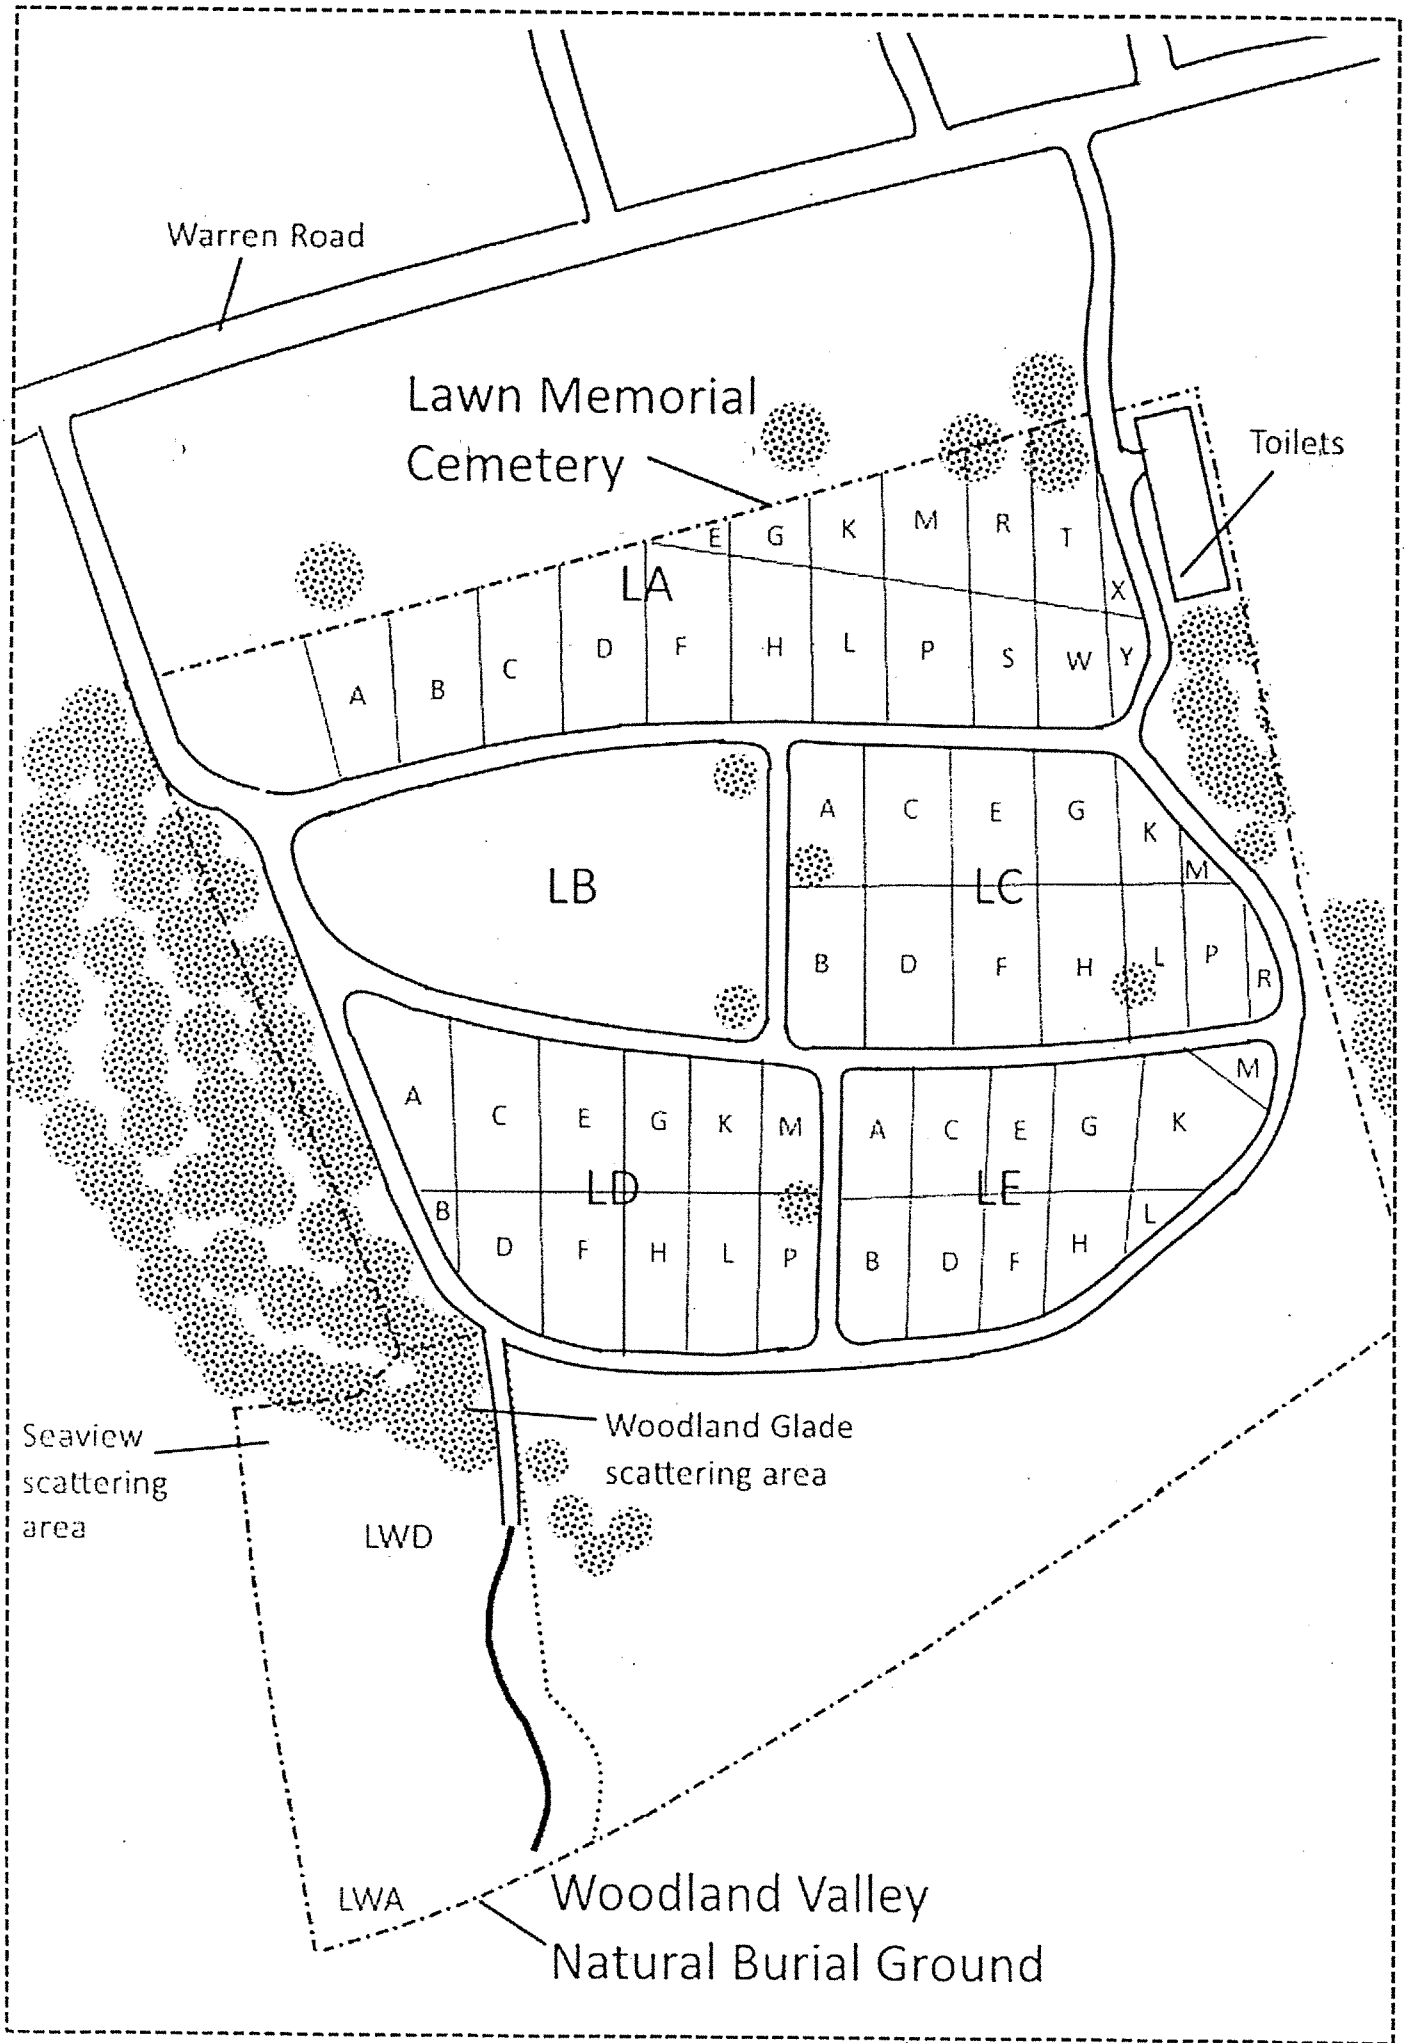 Warren Road
Lawn Memorial
Cemetery
Toilets
E G K M R T
X
LA
A B C D F H L P S W Y
LB
A C E G K
M
LC
B D F H L P R
M
A C E G K M
A C E G K
LD
LE
B
L
D F H L P
B D F H
Woodland Glade
scattering area
Seaview
scattering
area
LWD
LWA
Woodland Valley
Natural Burial Ground